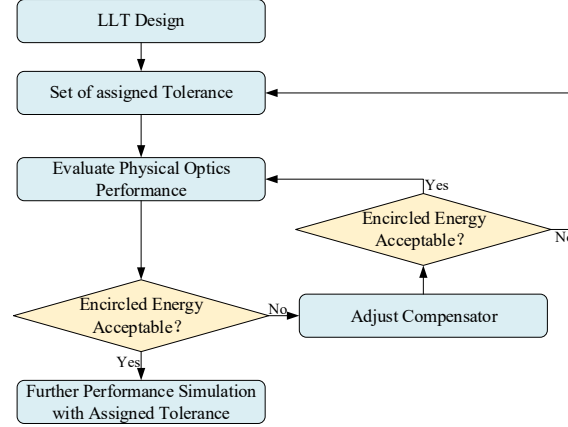 LLT Design
Set of assigned Tolerance
Evaluate Physical Optics
Performance
Yes
Encircled Energy
Acceptable?
No
Encircled Energy
Acceptable?
No
Adjust Compensator
Yes
Further Performance Simulation
with Assigned Tolerance